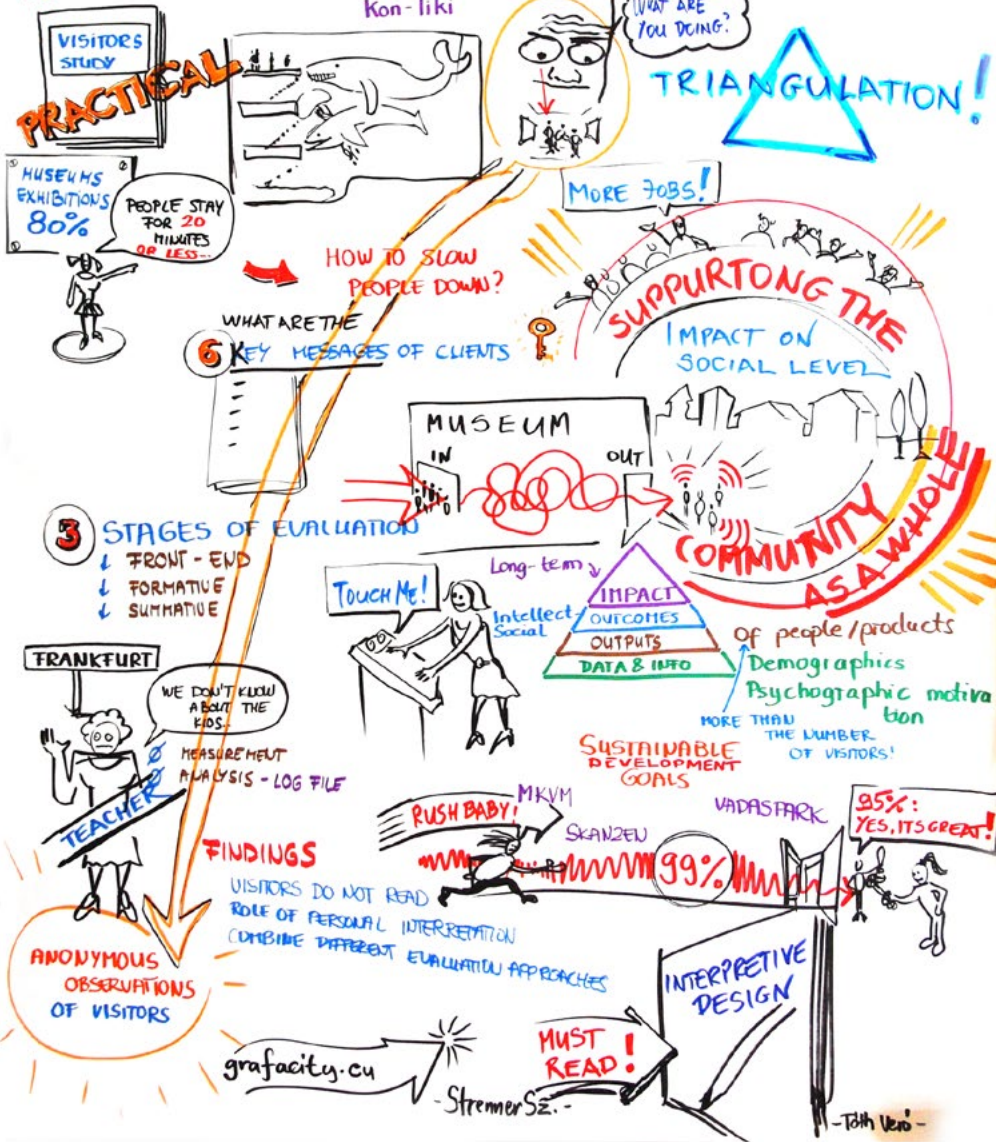 Kon-Tiki
WHAT ARE
YOU DOING?
VISITORS
STUDY
PRACTICAL
TRIANGULATION!
MUSEUMS
EXHIBITIONS
80%
PEOPLE STAY
FOR 20
MINUTES
OR LESS...
MORE JOBS!
HOW TO SLOW
PEOPLE DOWN?
SUPPURTONG THE
IMPACT ON
SOCIAL LEVEL
WHAT ARE THE
6 KEY MESSAGES OF CLIENTS
MUSEUM
IN
OUT
COMMUNITY
AS A WHOLE
3 STAGES OF EVALUATION
FRONT-END
FORMATIVE
SUMMATIVE
TOUCH ME!
Long-term
Intellect-
Social
IMPACT
OUTCOMES
OUTPUTS
DATA & INFO
Of people/products
Demographics
Psychographic motiva
tion
MORE THAN
THE NUMBER
OF VISITORS!
SUSTAINABLE
DEVELOPMENT
GOALS
FRANKFURT
WE DON'T KNOW
ABOUT THE
KIDS..
MEASUREMENT
ANALYSIS - LOG FILE
TEACHER
RUSH BABY!
MKVM
SKANZEN
99%
VADASPARK
95%:
YES, ITS GREAT!
FINDINGS
VISITORS DO NOT READ
ROLE OF PERSONAL INTERRETATION
COMBINE DIFFERENT EVALUATION APPROACHES
ANONYMOUS
OBSERVATIONS
OF VISITORS
INTERPRETIVE
DESIGN
MUST
READ!
grafacity.eu
-Strenner Sz.-
-Tóth Veró-